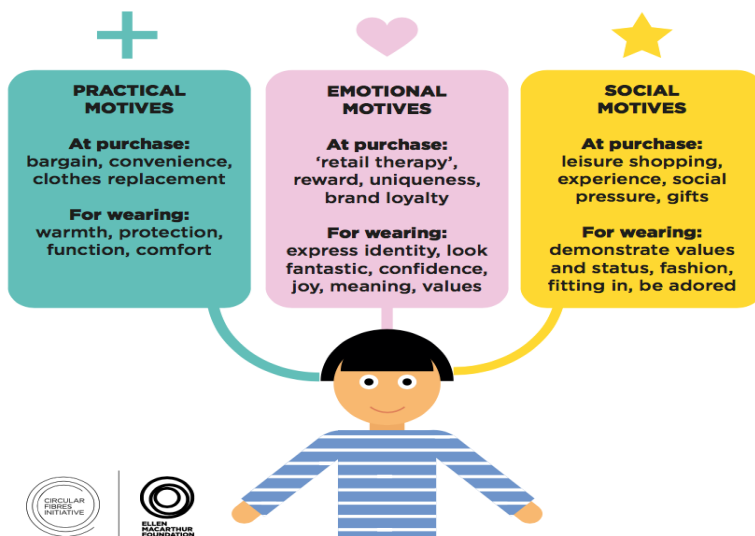 PRACTICAL
MOTIVES
At purchase:
bargain, convenience,
clothes replacement
For wearing:
warmth, protection,
function, comfort
EMOTIONAL
MOTIVES
At purchase:
‘retail therapy’,
reward, uniqueness,
brand loyalty
For wearing:
express identity, look
fantastic, confidence,
joy, meaning, values
SOCIAL
MOTIVES
At purchase:
leisure shopping,
experience, social
pressure, gifts
For wearing:
demonstrate values
and status, fashion,
fitting in, be adored
CIRCULAR
FIBRES
INITIATIVE
ELLEN
MACARTHUR
FOUNDATION